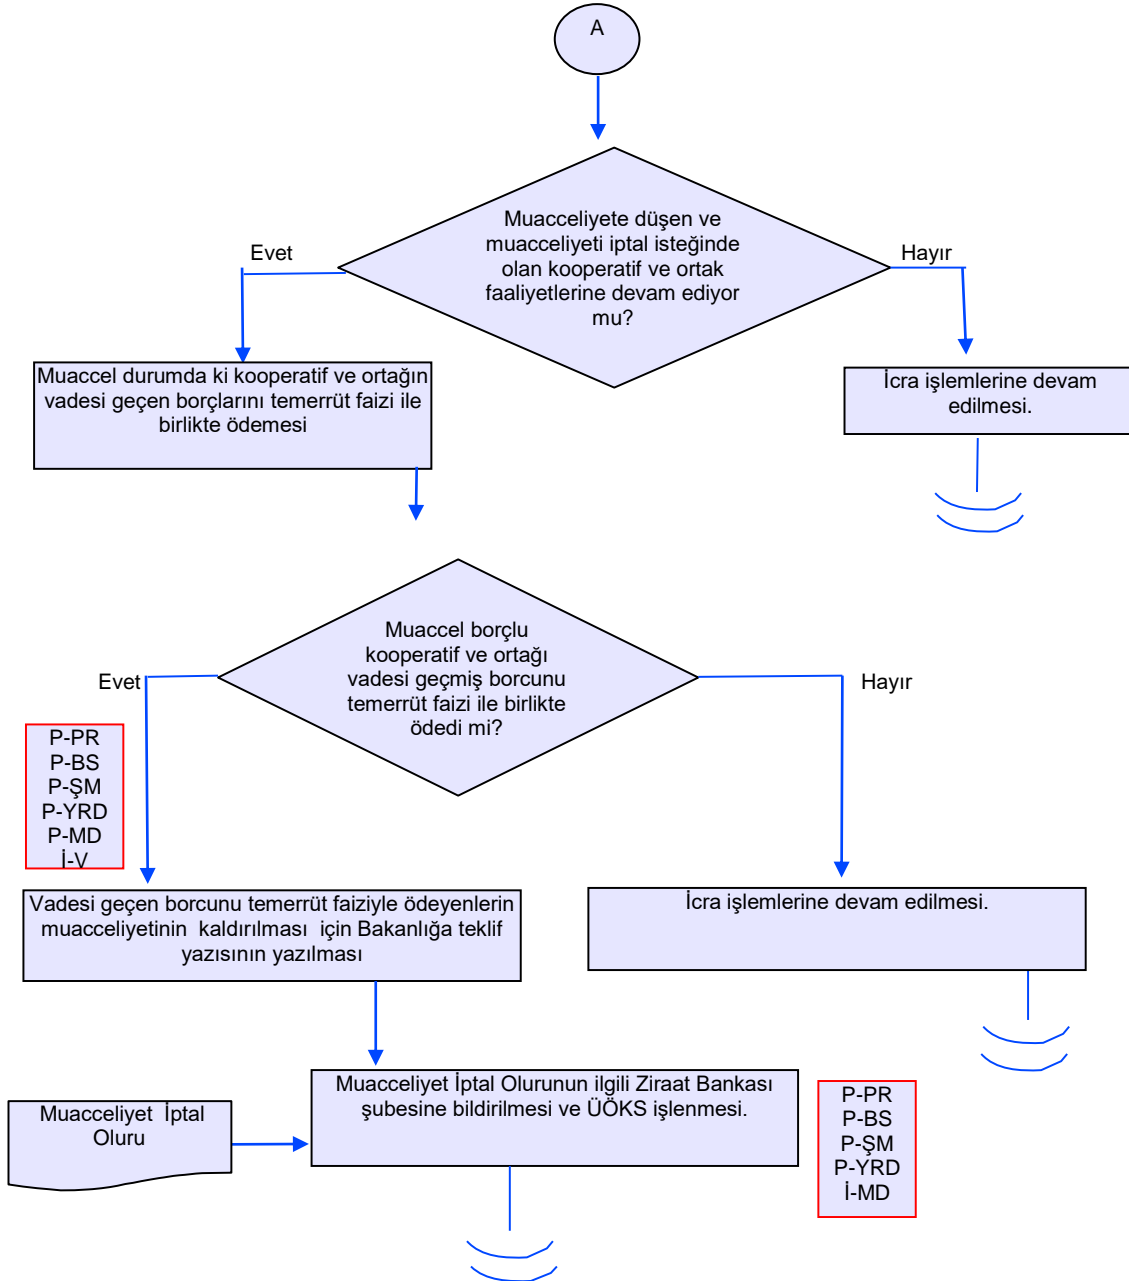 A
Muacceliyete düşen ve
muacceliyeti iptal isteğinde
olan kooperatif ve ortak
faaliyetlerine devam ediyor
mu?
Evet
Hayır
Muaccel durumda ki kooperatif ve ortağın
vadesi geçen borçlarını temerrüt faizi ile
birlikte ödemesi
İcra işlemlerine devam
edilmesi.
Muaccel borçlu
kooperatif ve ortağı
vadesi geçmiş borcunu
temerrüt faizi ile birlikte
ödedi mi?
Evet
Hayır
P-PR
P-BS
P-ŞM
P-YRD
P-MD
İ-V
Vadesi geçen borcunu temerrüt faiziyle ödeyenlerin
muacceliyetinin kaldırılması için Bakanlığa teklif
yazısının yazılması
İcra işlemlerine devam edilmesi.
Muacceliyet İptal Olurunun ilgili Ziraat Bankası
şubesine bildirilmesi ve ÜÖKS işlenmesi.
Muacceliyet İptal
Oluru
P-PR
P-BS
P-ŞM
P-YRD
İ-MD